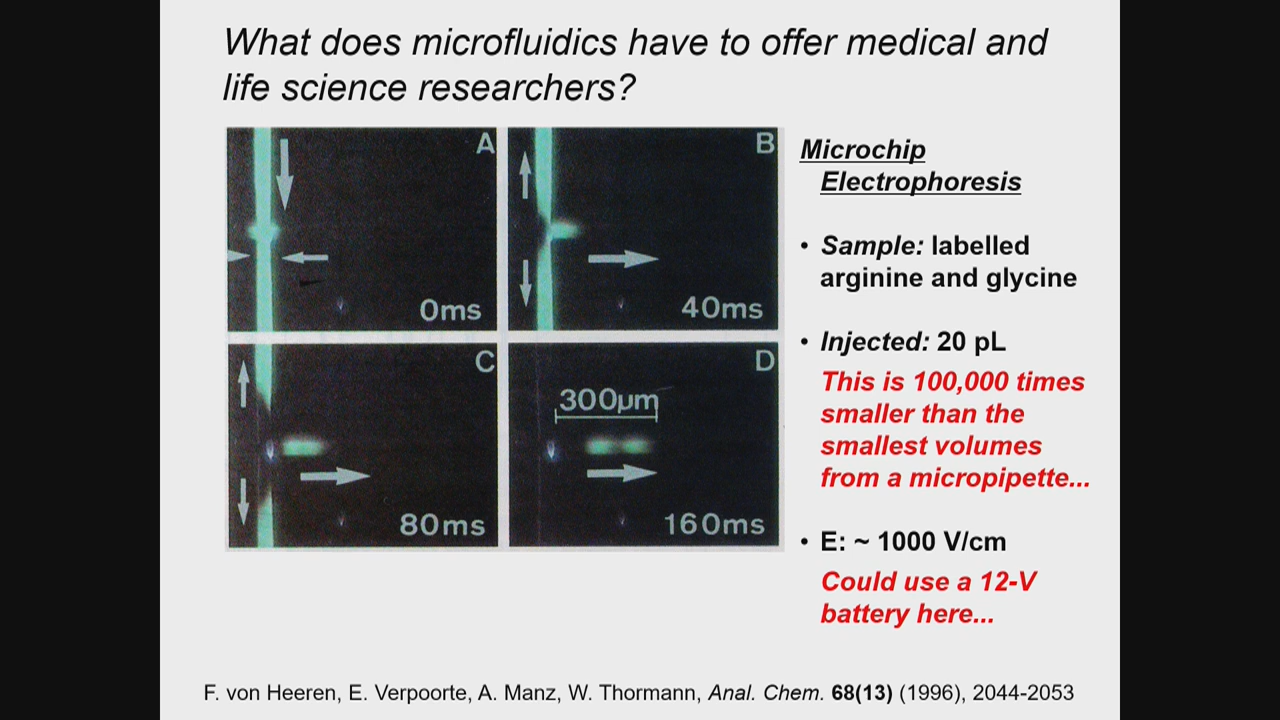 What does microfluidics have to offer medical and
life science researchers?
A
0ms
B
40ms
C
80ms
D
300µm
160ms
Microchip
Electrophoresis
• Sample: labelled
arginine and glycine
• Injected: 20 pL
This is 100,000 times
smaller than the
smallest volumes
from a micropipette...
• E: ~ 1000 V/cm
Could use a 12-V
battery here...
F. von Heeren, E. Verpoorte, A. Manz, W. Thormann, Anal. Chem. 68(13) (1996), 2044-2053